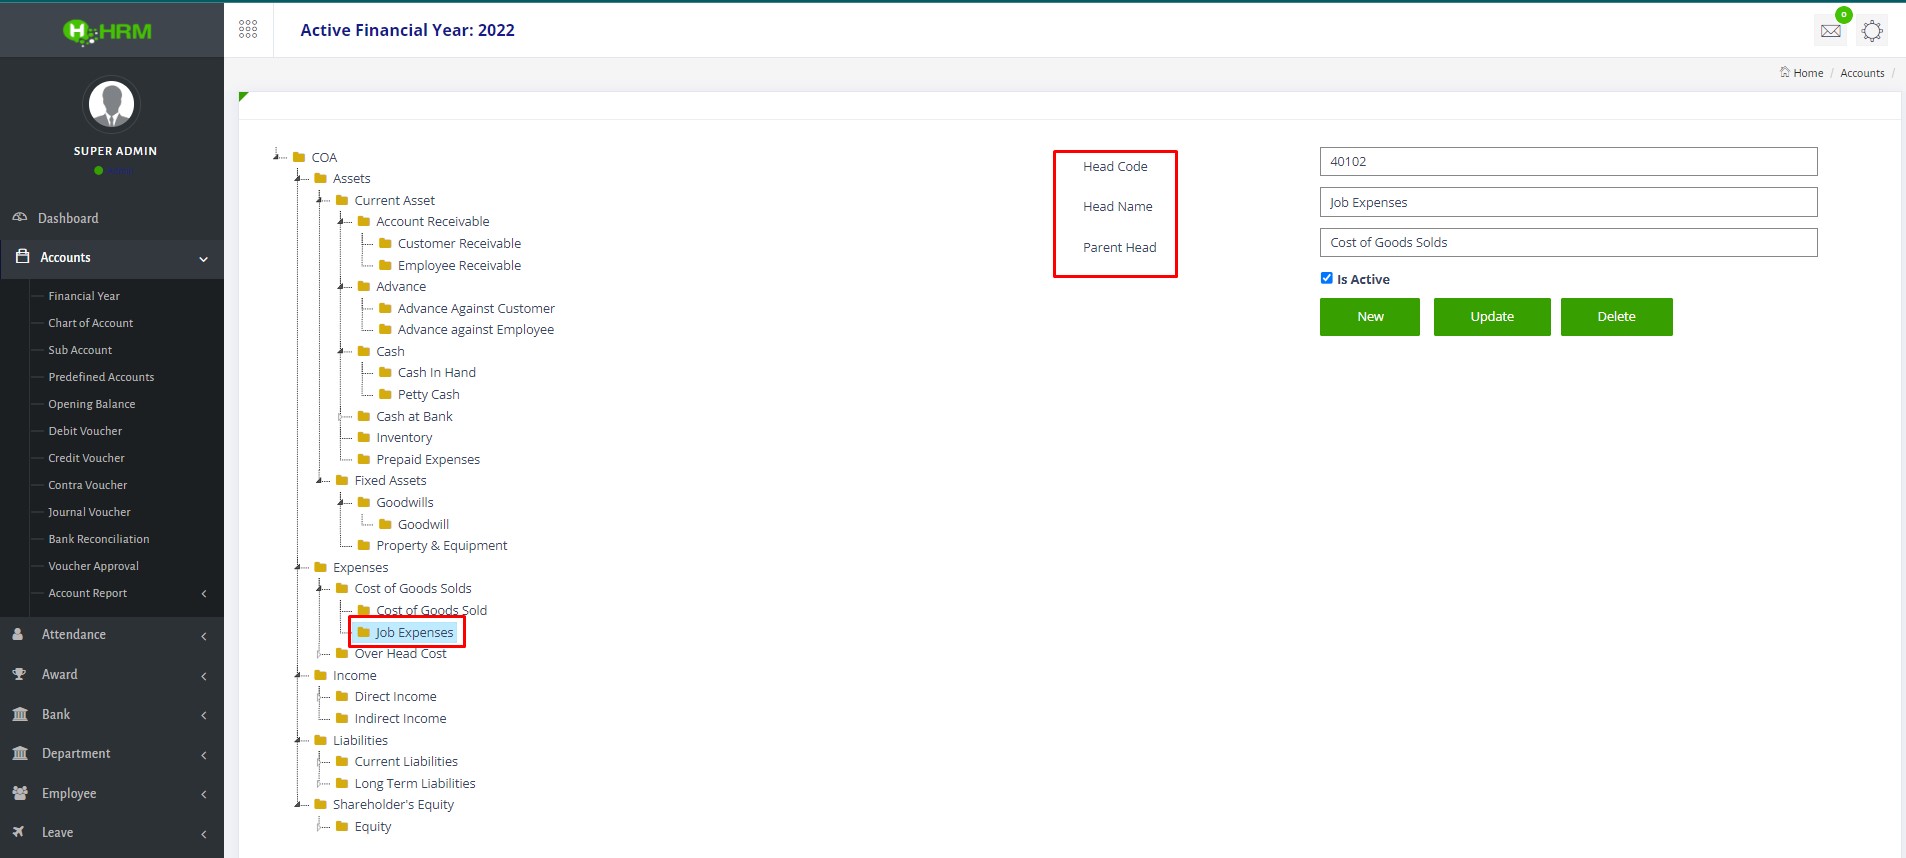 HRM
Active Financial Year: 2022
0
Home / Accounts /
SUPER ADMIN
Dashboard
Accounts
Financial Year
Chart of Account
Sub Account
Predefined Accounts
Opening Balance
Debit Voucher
Credit Voucher
Contra Voucher
Journal Voucher
Bank Reconciliation
Voucher Approval
Account Report
Attendance
Award
Bank
Department
Employee
Leave
COA
Assets
Current Asset
Account Receivable
Customer Receivable
Employee Receivable
Advance
Advance Against Customer
Advance against Employee
Cash
Cash In Hand
Petty Cash
Cash at Bank
Inventory
Prepaid Expenses
Fixed Assets
Goodwills
Goodwill
Property & Equipment
Expenses
Cost of Goods Solds
Cost of Goods Sold
Job Expenses
Over Head Cost
Income
Direct Income
Indirect Income
Liabilities
Current Liabilities
Long Term Liabilities
Shareholder's Equity
Equity
Head Code 40102
Head Name Job Expenses
Parent Head Cost of Goods Solds
Is Active
New Update Delete